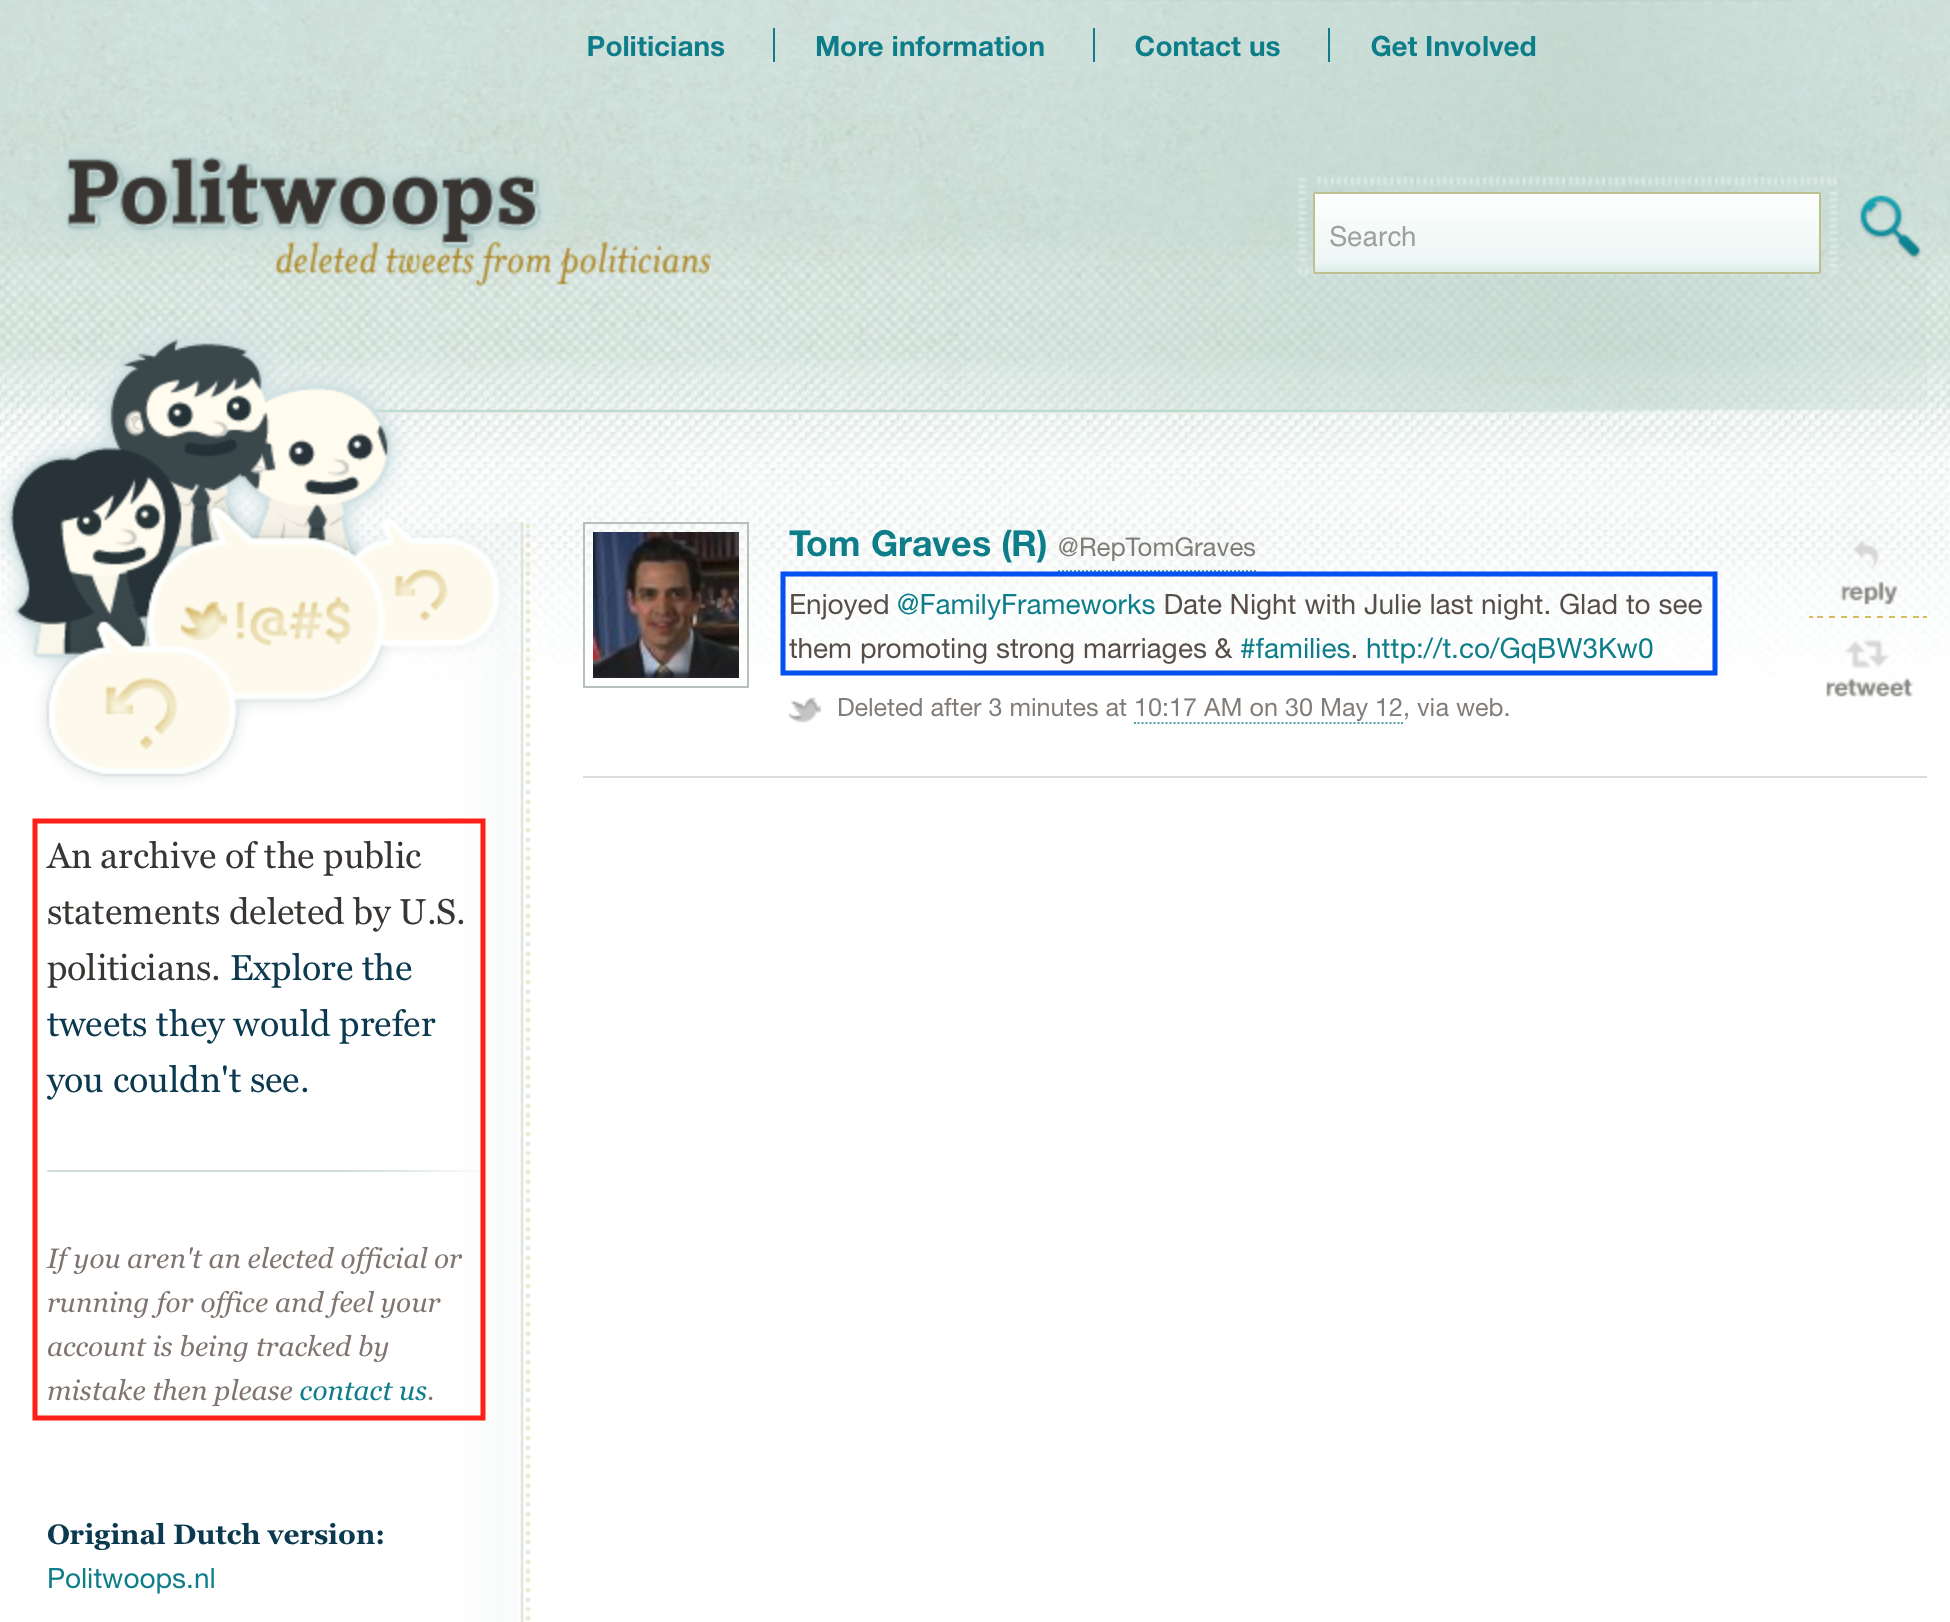 Politicians
More information
Contact us
Get Involved
Politwoops
deleted tweets from politicians
Search
!@#$
Tom Graves (R) @RepTomGraves
Enjoyed @FamilyFrameworks Date Night with Julie last night. Glad to see
them promoting strong marriages & #families. http://t.co/GqBW3Kw0
Deleted after 3 minutes at 10:17 AM on 30 May 12, via web.
reply
retweet
An archive of the public
statements deleted by U.S.
politicians. Explore the
tweets they would prefer
you couldn't see.
If you aren't an elected official or
running for office and feel your
account is being tracked by
mistake then please contact us.
Original Dutch version:
Politwoops.nl